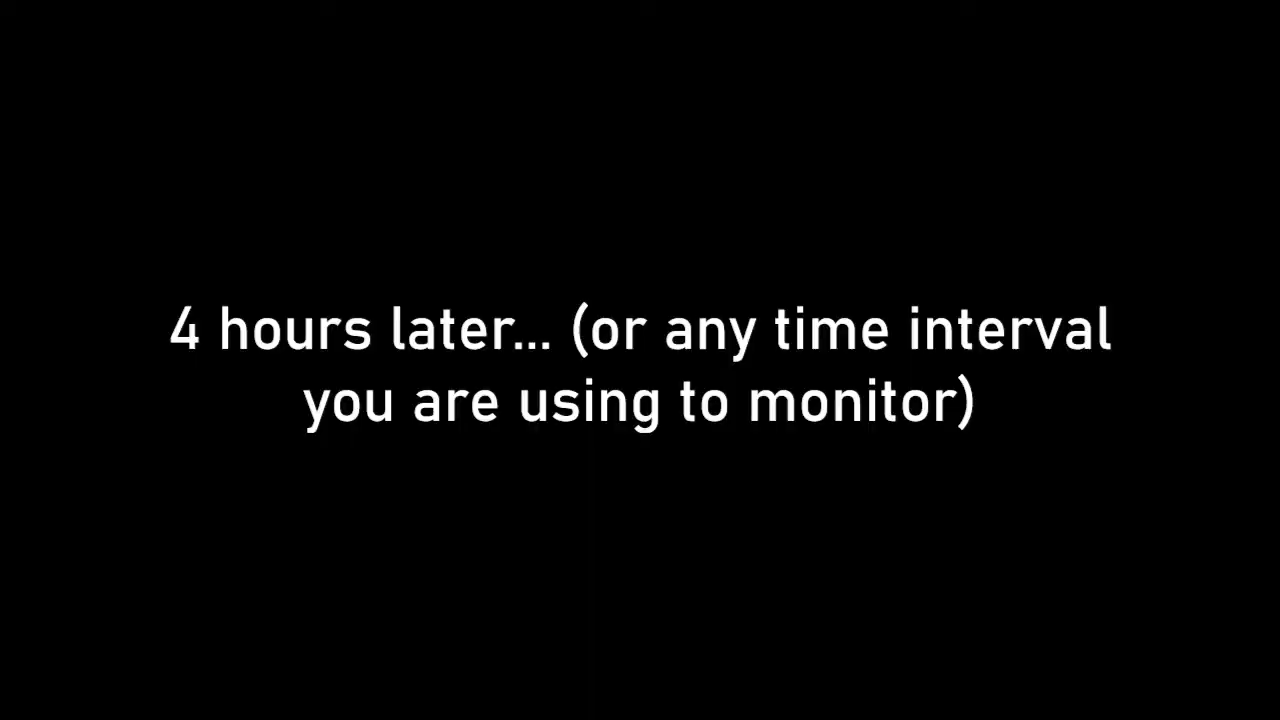 4 hours later... (or any time interval
you are using to monitor)